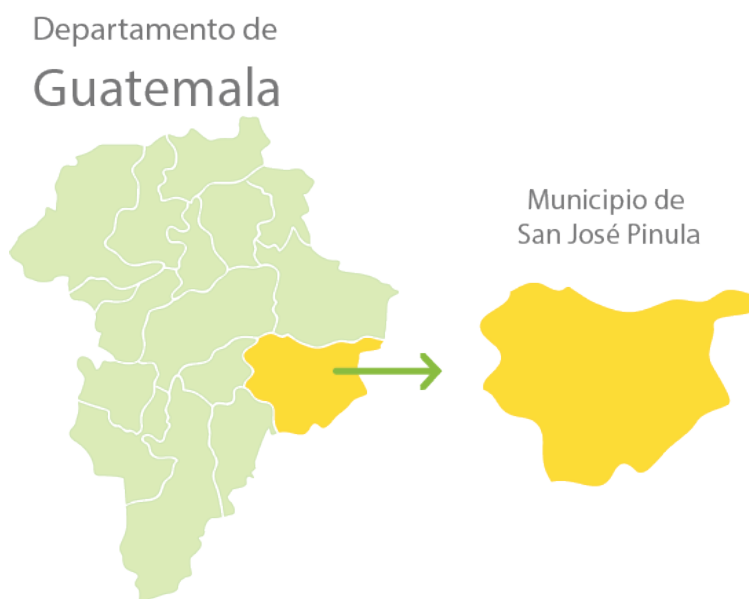 Departamento de
Guatemala
Municipio de
San José Pinula